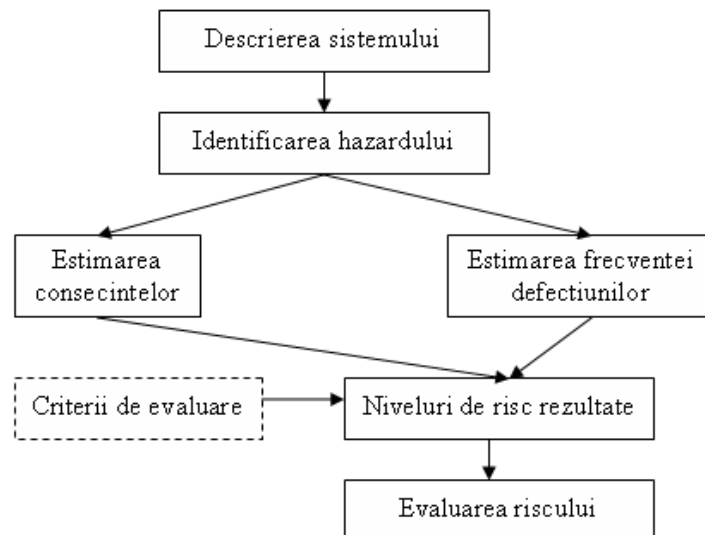 Descrierea sistemului
Identificarea hazardului
Estimarea
consecintelor
Estimarea frecventei
defectiunilor
Criterii de evaluare
Niveluri de risc rezultate
Evaluarea riscului